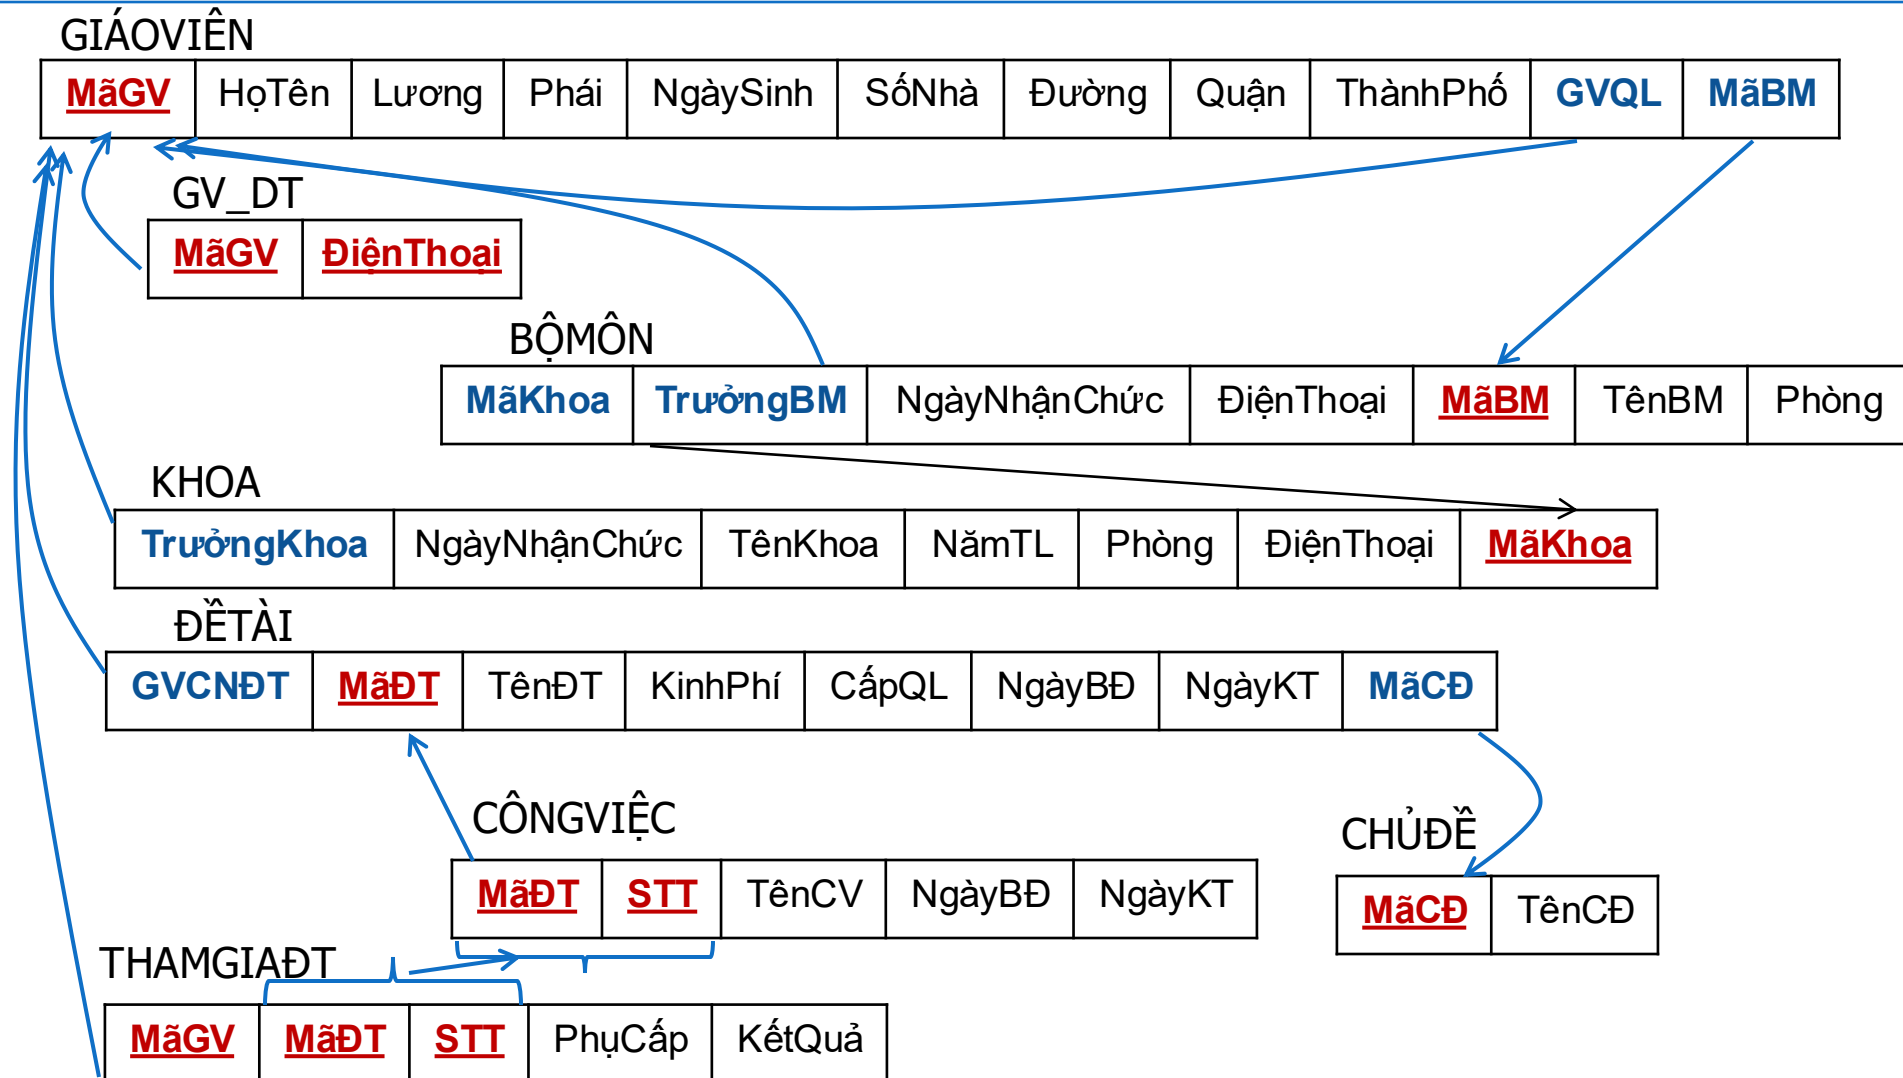 GIÁOVIÊN
MãGV HọTên Lương Phái NgàySinh SốNhà Đường Quận ThànhPhố GVQL MãBM
GV_DT
MãGV ĐiệnThoại
BỘMÔN
MãKhoa TrưởngBM NgàyNhậnChức ĐiệnThoại MãBM TênBM Phòng
KHOA
TrưởngKhoa NgàyNhậnChức TênKhoa NămTL Phòng ĐiệnThoại MãKhoa
ĐỀTÀI
GVCNĐT MãĐT TênĐT KinhPhí CấpQL NgàyBĐ NgàyKT MãCĐ
CÔNGVIỆC
MãĐT STT TênCV NgàyBĐ NgàyKT
CHỦĐỀ
MãCĐ TênCĐ
THAMGIAĐT
MãGV MãĐT STT PhụCấp KếtQuả